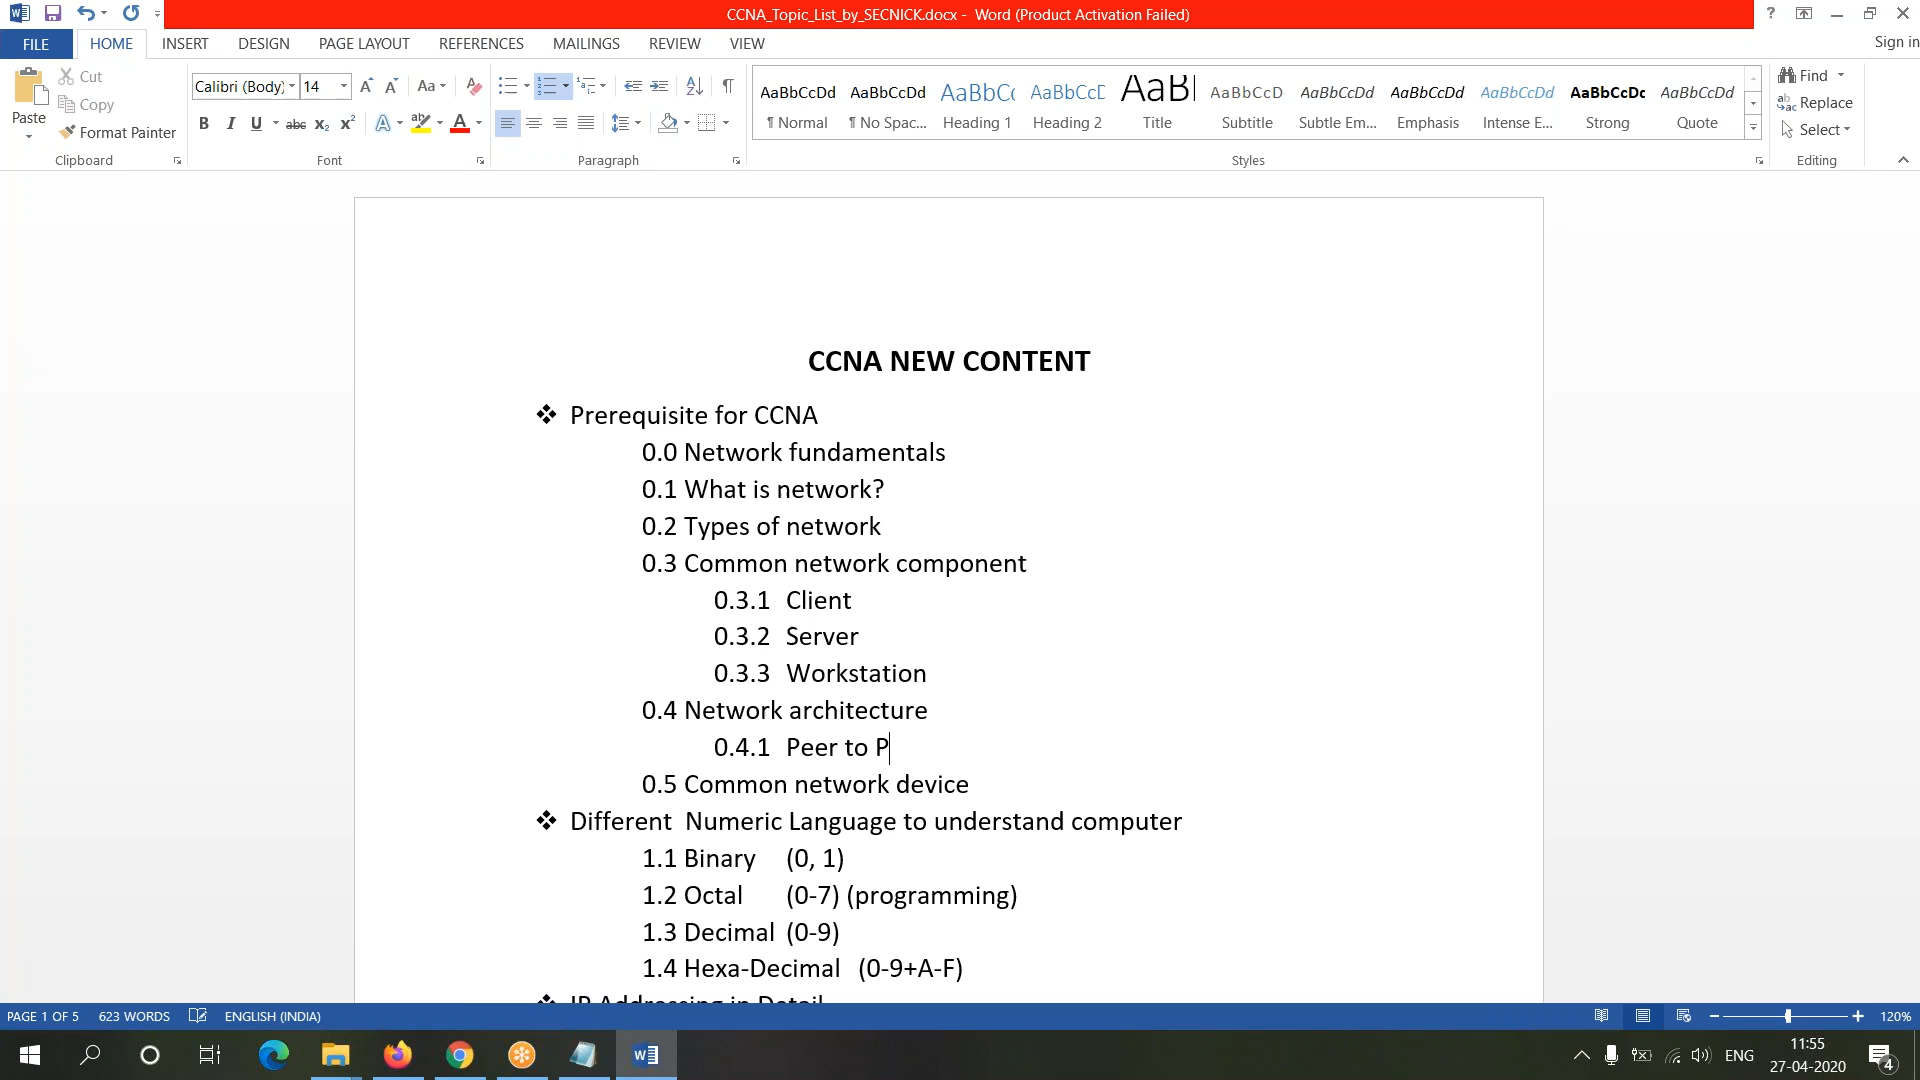 CCNA_Topic_List_by_SECNICK.docx - Word (Product Activation Failed)
FILE HOME INSERT DESIGN PAGE LAYOUT REFERENCES MAILINGS REVIEW VIEW Sign in
Paste
Cut
Copy
Format Painter
Clipboard
Calibri (Body) 14
Font
Paragraph
AaBbCcDd AaBbCcDd AaBbCc AaBbCcD AaBI AaBbCcD AaBbCcDd AaBbCcDd AaBbCcDd AaBbCcDc AaBbCcDd
¶ Normal ¶ No Spac... Heading 1 Heading 2 Title Subtitle Subtle Em... Emphasis Intense E... Strong Quote
Styles
Find
Replace
Select
Editing
CCNA NEW CONTENT
❖ Prerequisite for CCNA
0.0 Network fundamentals
0.1 What is network?
0.2 Types of network
0.3 Common network component
0.3.1 Client
0.3.2 Server
0.3.3 Workstation
0.4 Network architecture
0.4.1 Peer to P
0.5 Common network device
❖ Different Numeric Language to understand computer
1.1 Binary (0, 1)
1.2 Octal (0-7) (programming)
1.3 Decimal (0-9)
1.4 Hexa-Decimal (0-9+A-F)
❖ IP Addressing in Detail
PAGE 1 OF 5 623 WORDS ENGLISH (INDIA) 120%
ENG 11:55
27-04-2020 4